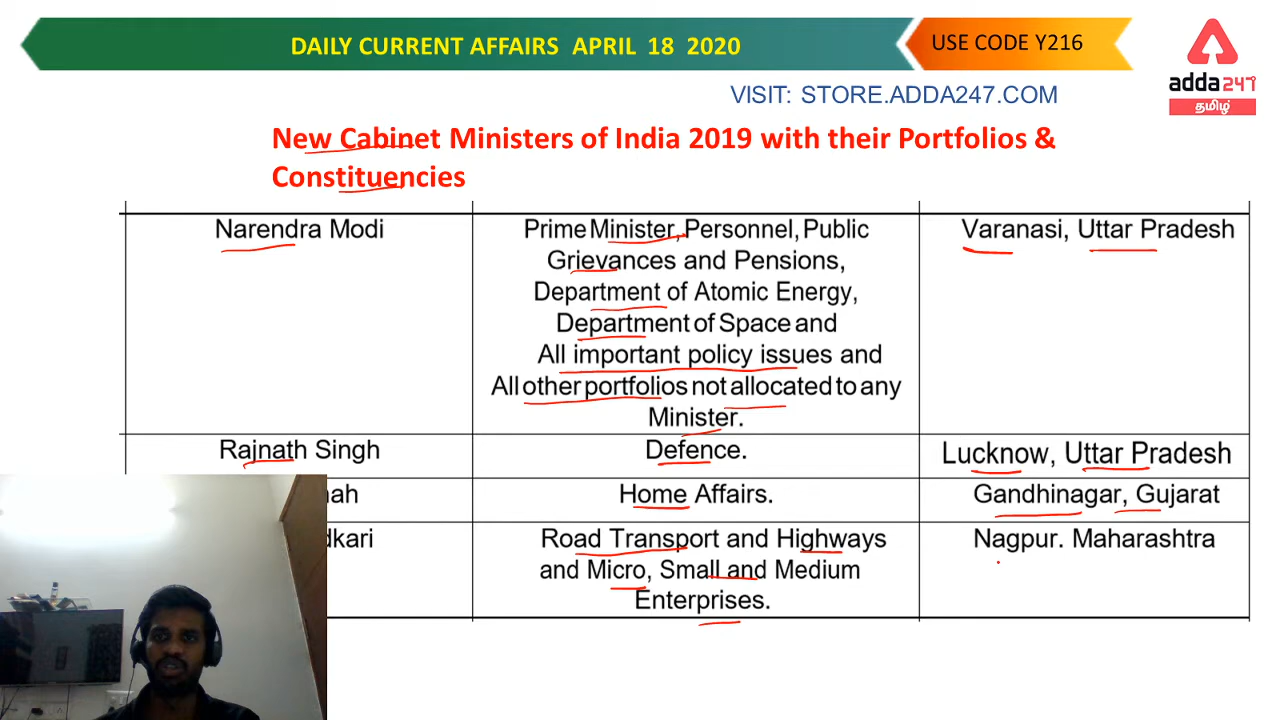 DAILY CURRENT AFFAIRS APRIL 18 2020
USE CODE Y216
adda247
தமிழ்
VISIT: STORE.ADDA247.COM
New Cabinet Ministers of India 2019 with their Portfolios &
Constituencies
Narendra Modi
Prime Minister, Personnel, Public
Grievances and Pensions,
Department of Atomic Energy,
Department of Space and
All important policy issues and
All other portfolios not allocated to any
Minister.
Varanasi, Uttar Pradesh
Rajnath Singh
Defence.
Lucknow, Uttar Pradesh
Home Affairs.
Gandhinagar, Gujarat
Road Transport and Highways
and Micro, Small and Medium
Enterprises.
Nagpur. Maharashtra